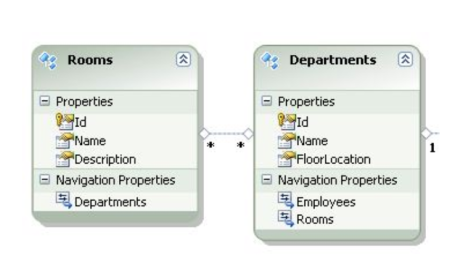 Rooms
Properties
Id
Name
Description
Navigation Properties
Departments
* *
Departments
Properties
Id
Name
FloorLocation
Navigation Properties
Employees
Rooms
1